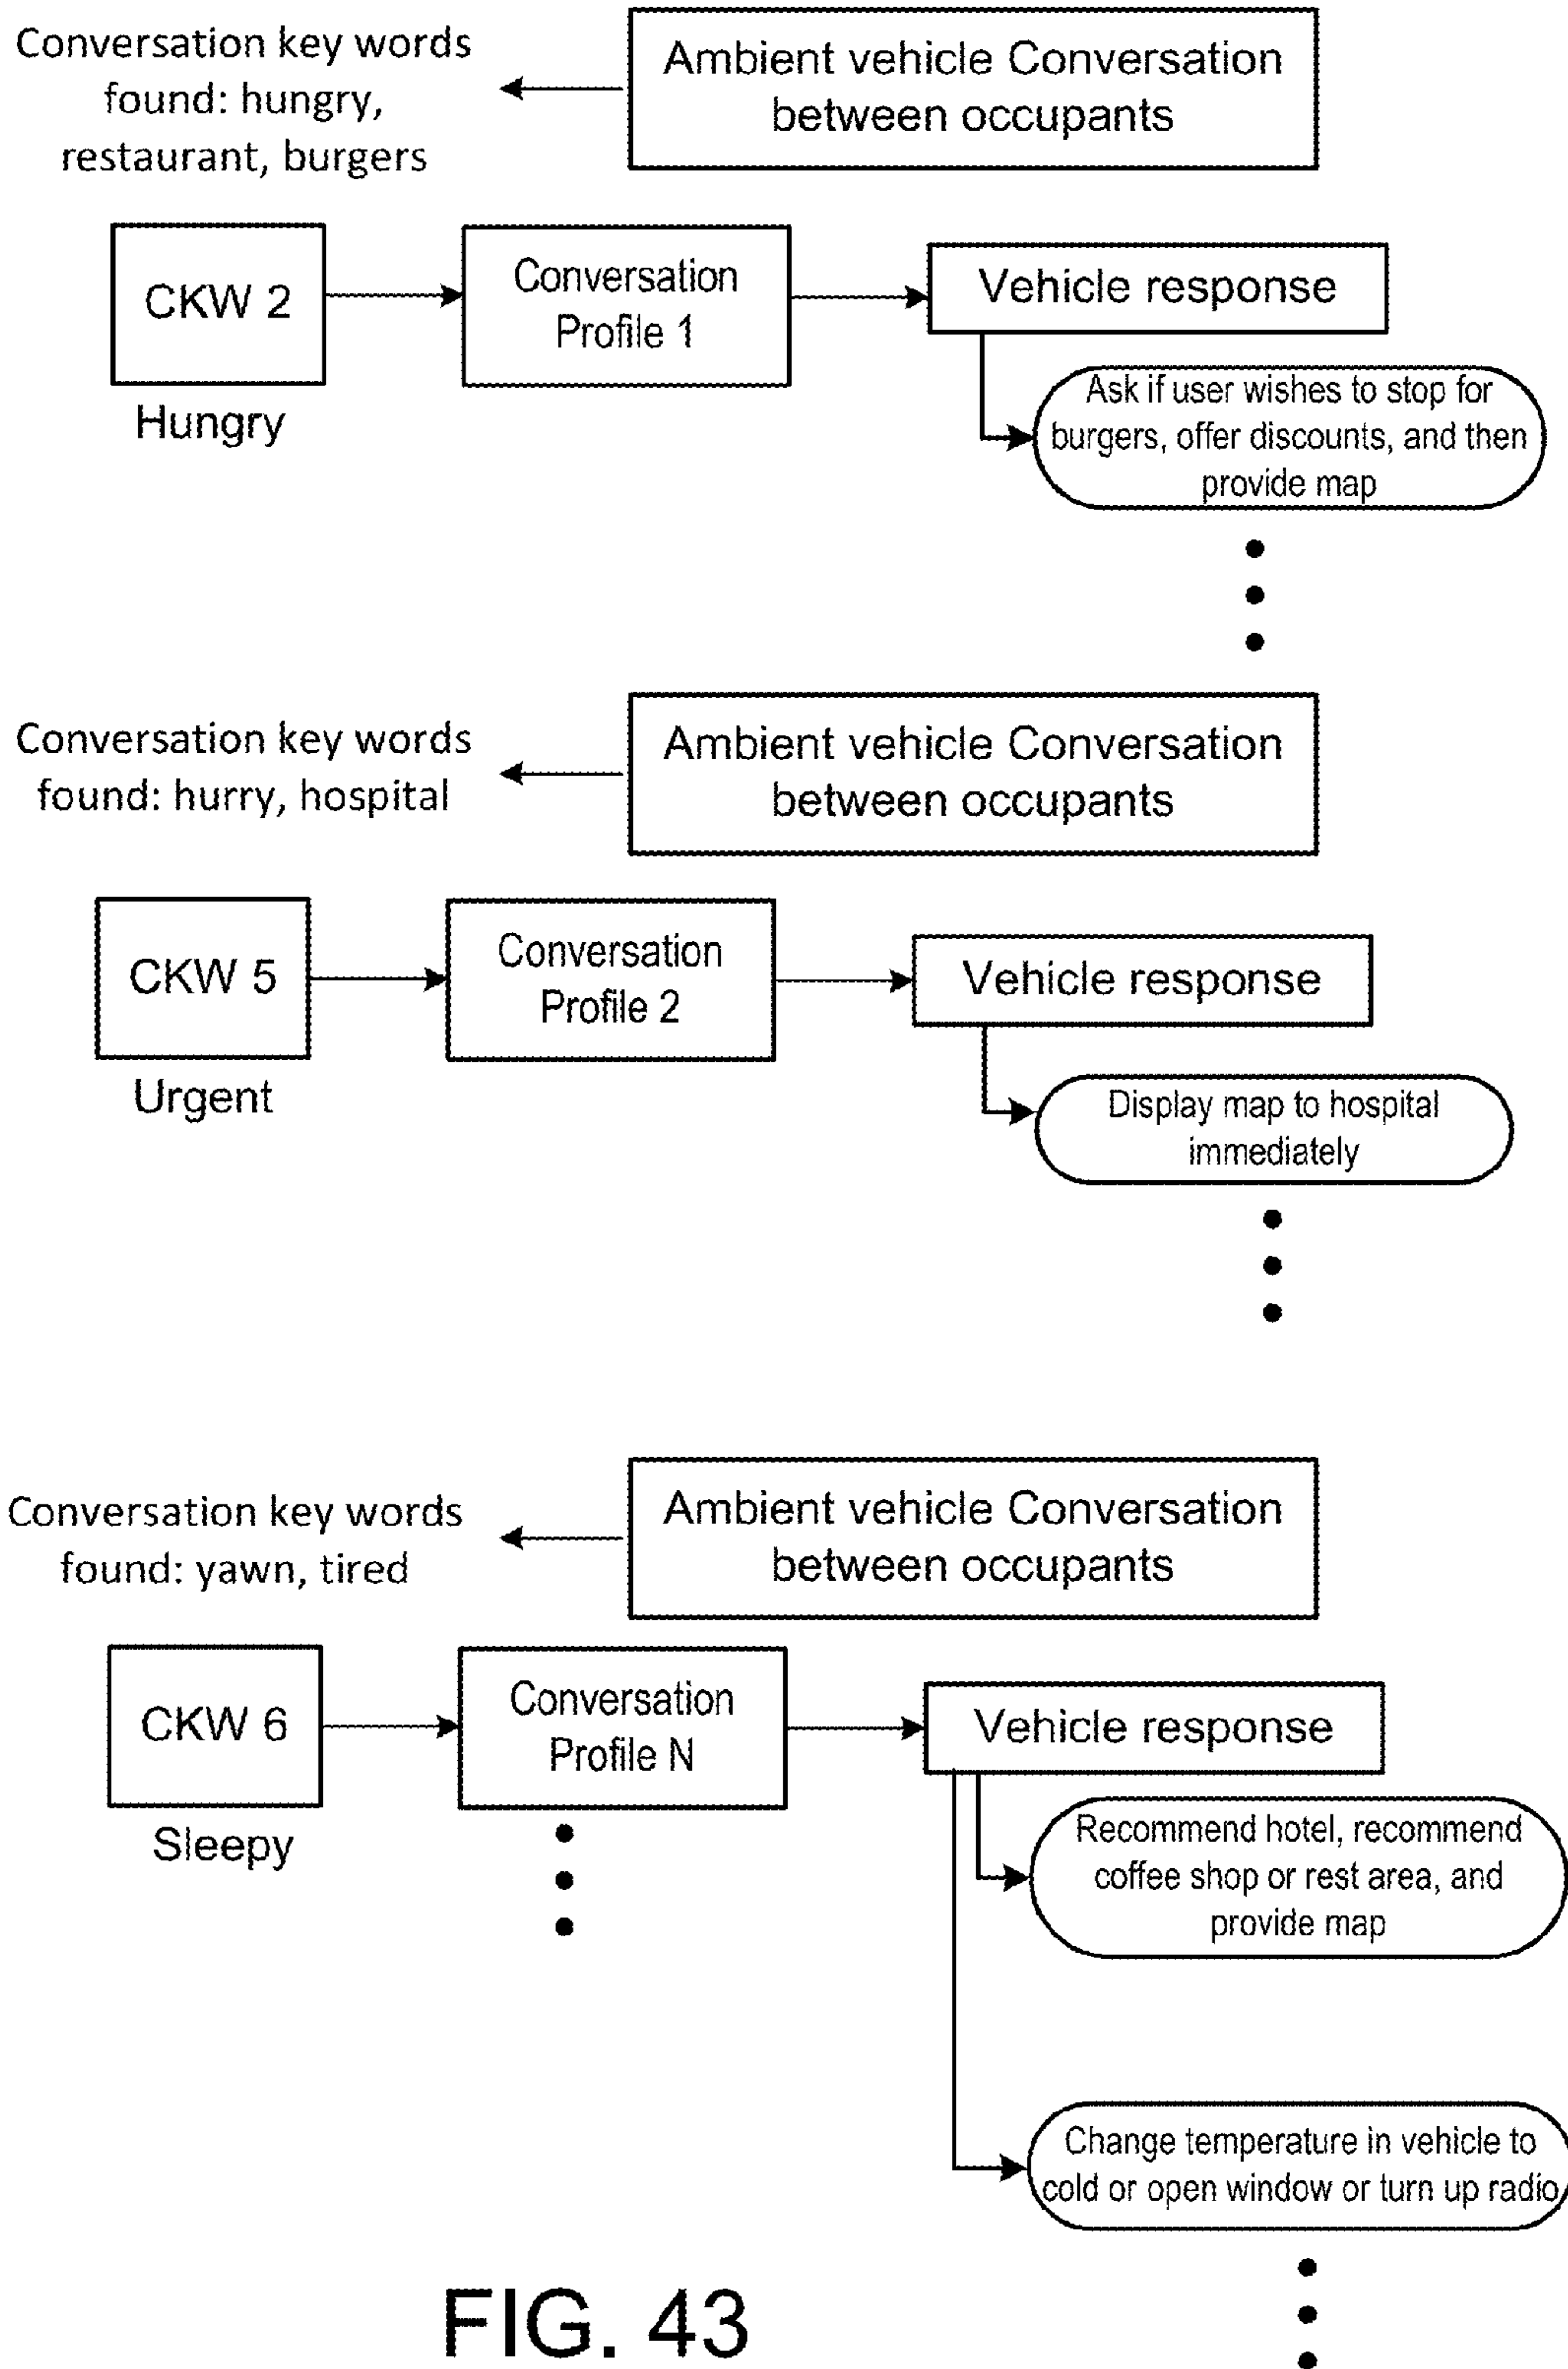 Conversation key words
found: hungry,
restaurant, burgers
Ambient vehicle Conversation
between occupants
CKW 2
Hungry
Conversation
Profile 1
Vehicle response
Ask if user wishes to stop for
burgers, offer discounts, and then
provide map
Conversation key words
found: hurry, hospital
Ambient vehicle Conversation
between occupants
CKW 5
Urgent
Conversation
Profile 2
Vehicle response
Display map to hospital
immediately
Conversation key words
found: yawn, tired
Ambient vehicle Conversation
between occupants
CKW 6
Sleepy
Conversation
Profile N
Vehicle response
Recommend hotel, recommend
coffee shop or rest area, and
provide map
Change temperature in vehicle to
cold or open window or turn up radio
FIG. 43